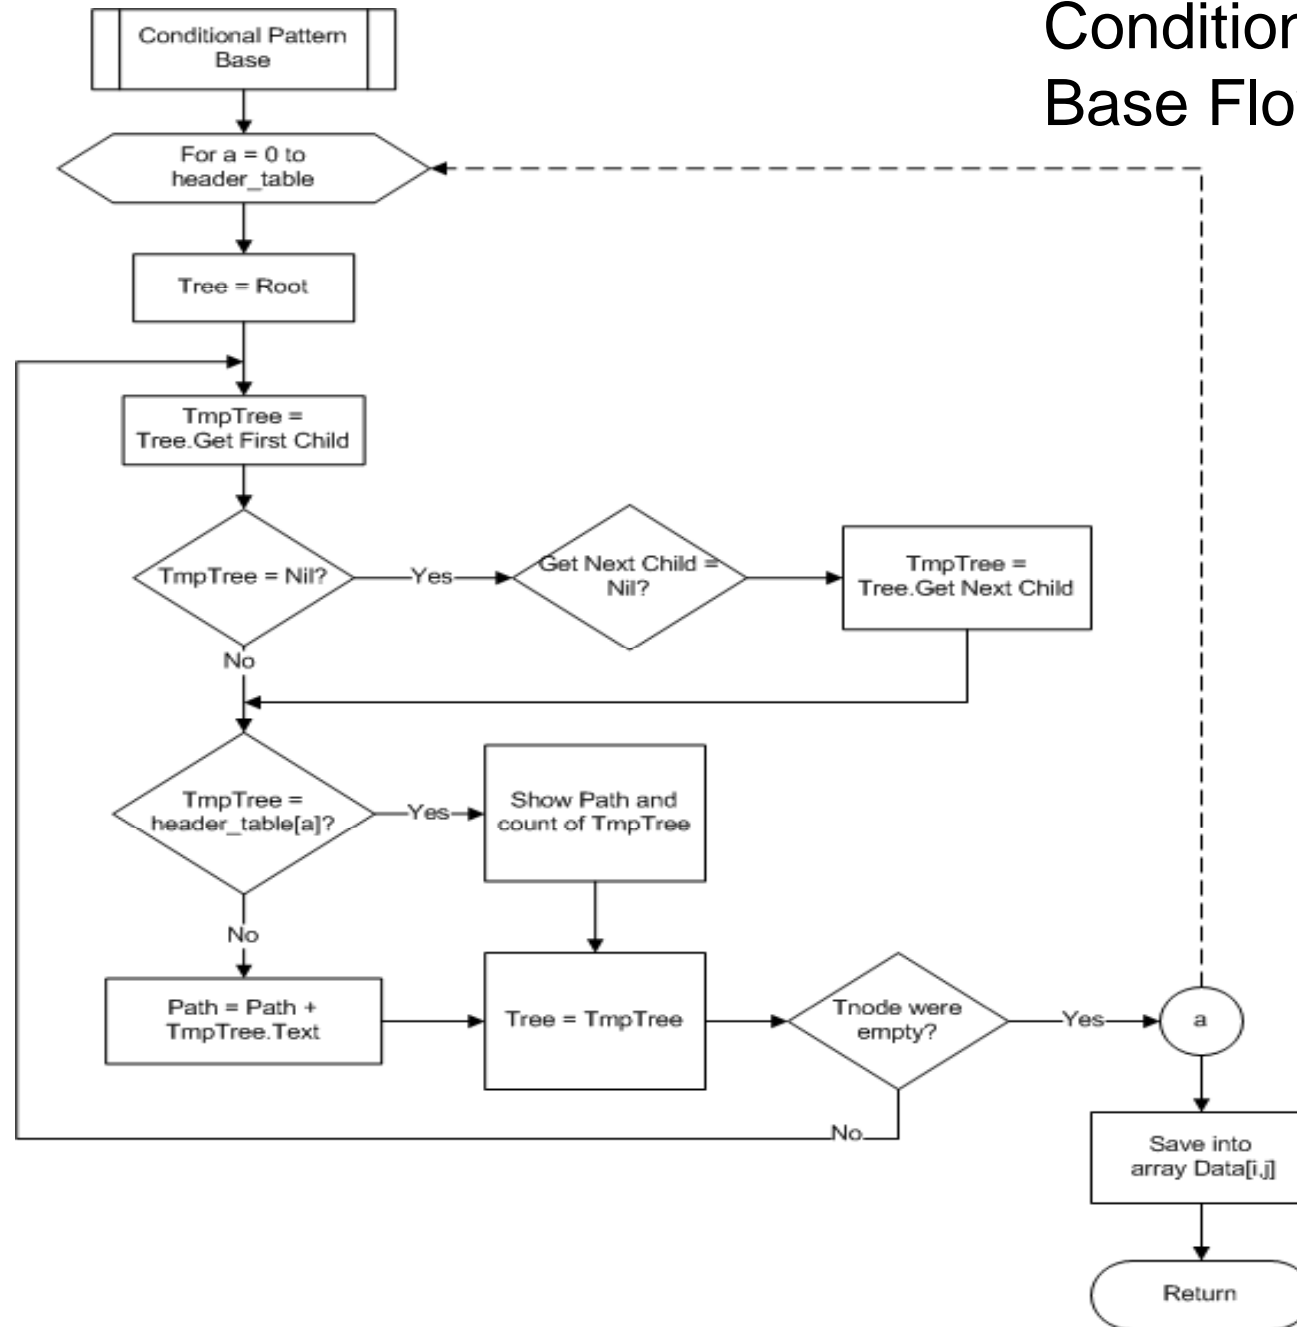 Condition
Base Flo
Conditional Pattern
Base
For a = 0 to
header_table
Tree = Root
TmpTree =
Tree.Get First Child
TmpTree = Nil?
Yes
Get Next Child =
Nil?
TmpTree =
Tree.Get Next Child
No
TmpTree =
header_table[a]?
Yes
Show Path and
count of TmpTree
No
Path = Path +
TmpTree.Text
Tree = TmpTree
Tnode were
empty?
Yes
a
No
Save into
array Data[i,j]
Return